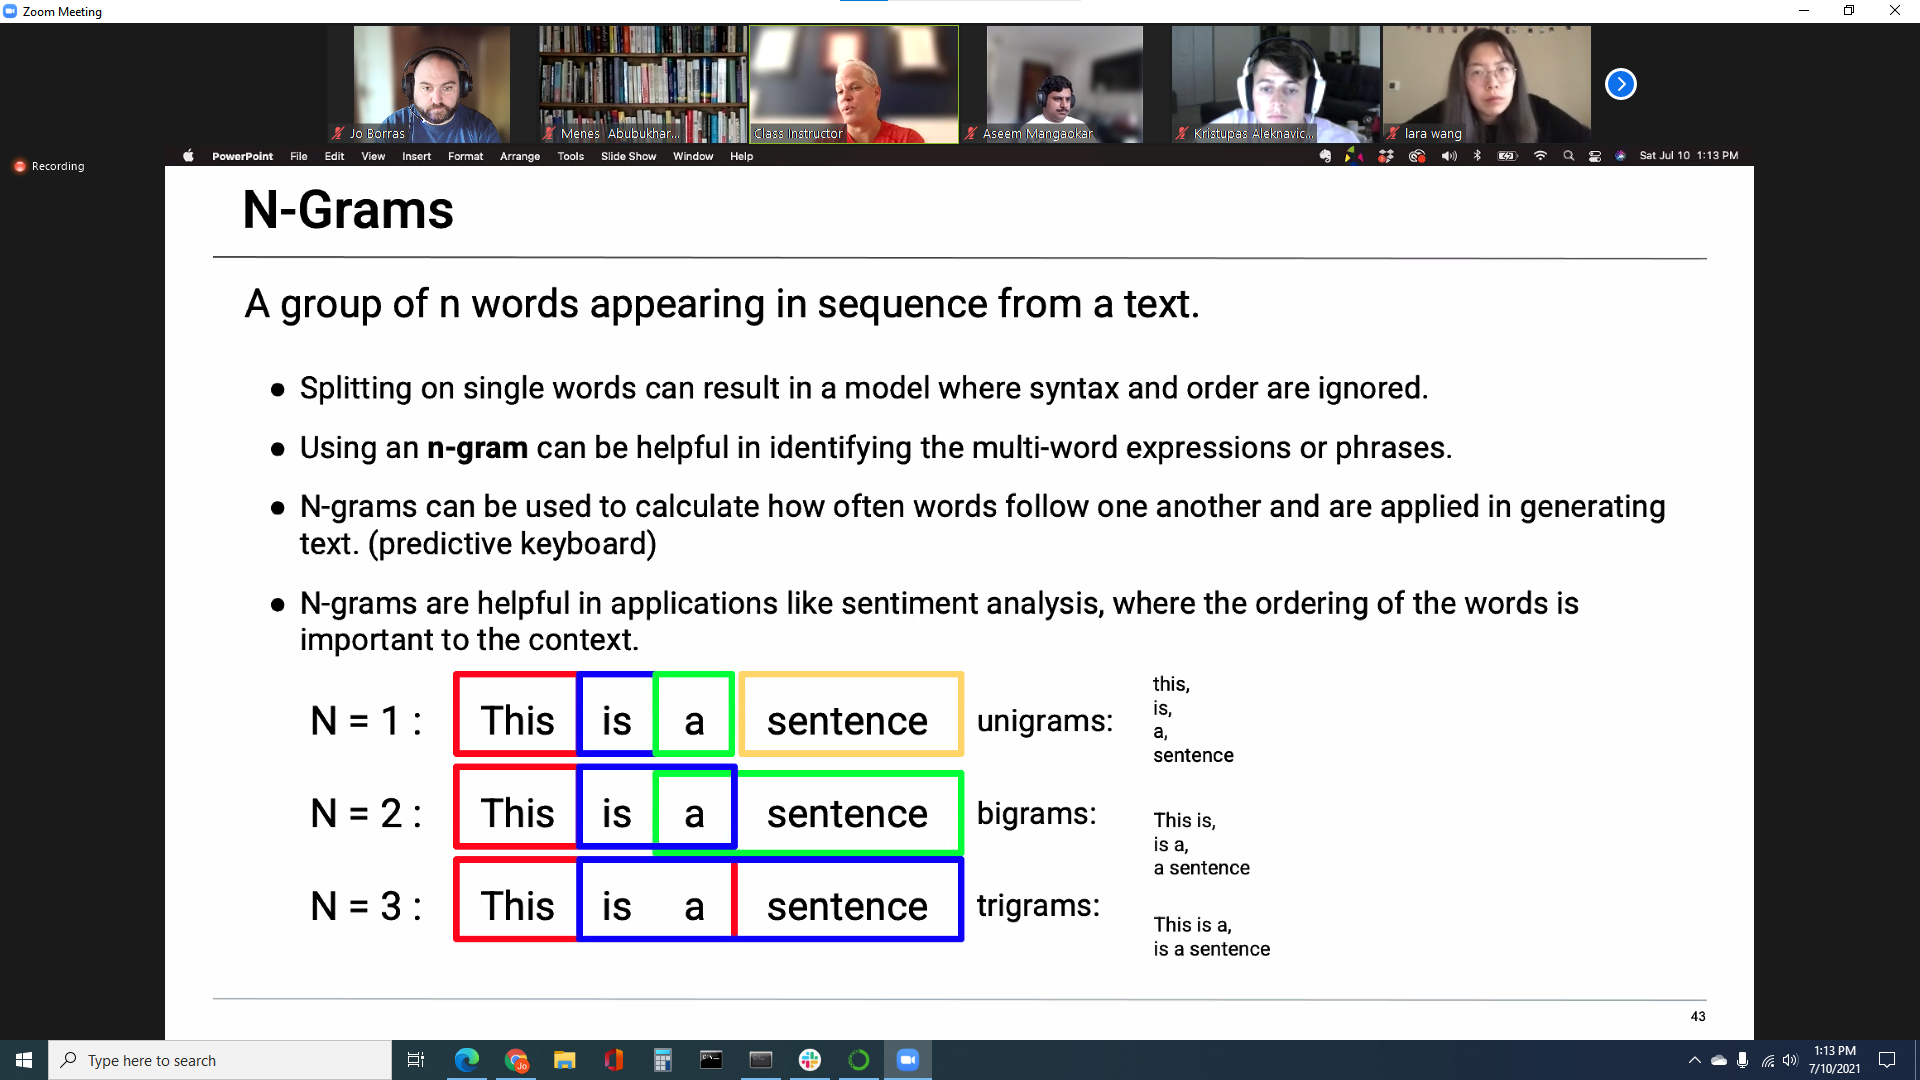 Zoom Meeting
Jo Borras
Menes Abubukhar...
Class Instructor
Aseem Mangaokar
Kristupas Aleknavic...
lara wang
Recording
PowerPoint File Edit View Insert Format Arrange Tools Slide Show Window Help
Sat Jul 10 1:13 PM
N-Grams
A group of n words appearing in sequence from a text.
● Splitting on single words can result in a model where syntax and order are ignored.
● Using an n-gram can be helpful in identifying the multi-word expressions or phrases.
● N-grams can be used to calculate how often words follow one another and are applied in generating
text. (predictive keyboard)
● N-grams are helpful in applications like sentiment analysis, where the ordering of the words is
important to the context.
N = 1 : This is a sentence unigrams:
this,
is,
a,
sentence
N = 2 : This is a sentence bigrams:
This is,
is a,
a sentence
N = 3 : This is a sentence trigrams:
This is a,
is a sentence
43
Type here to search
Jo
1:13 PM
7/10/2021